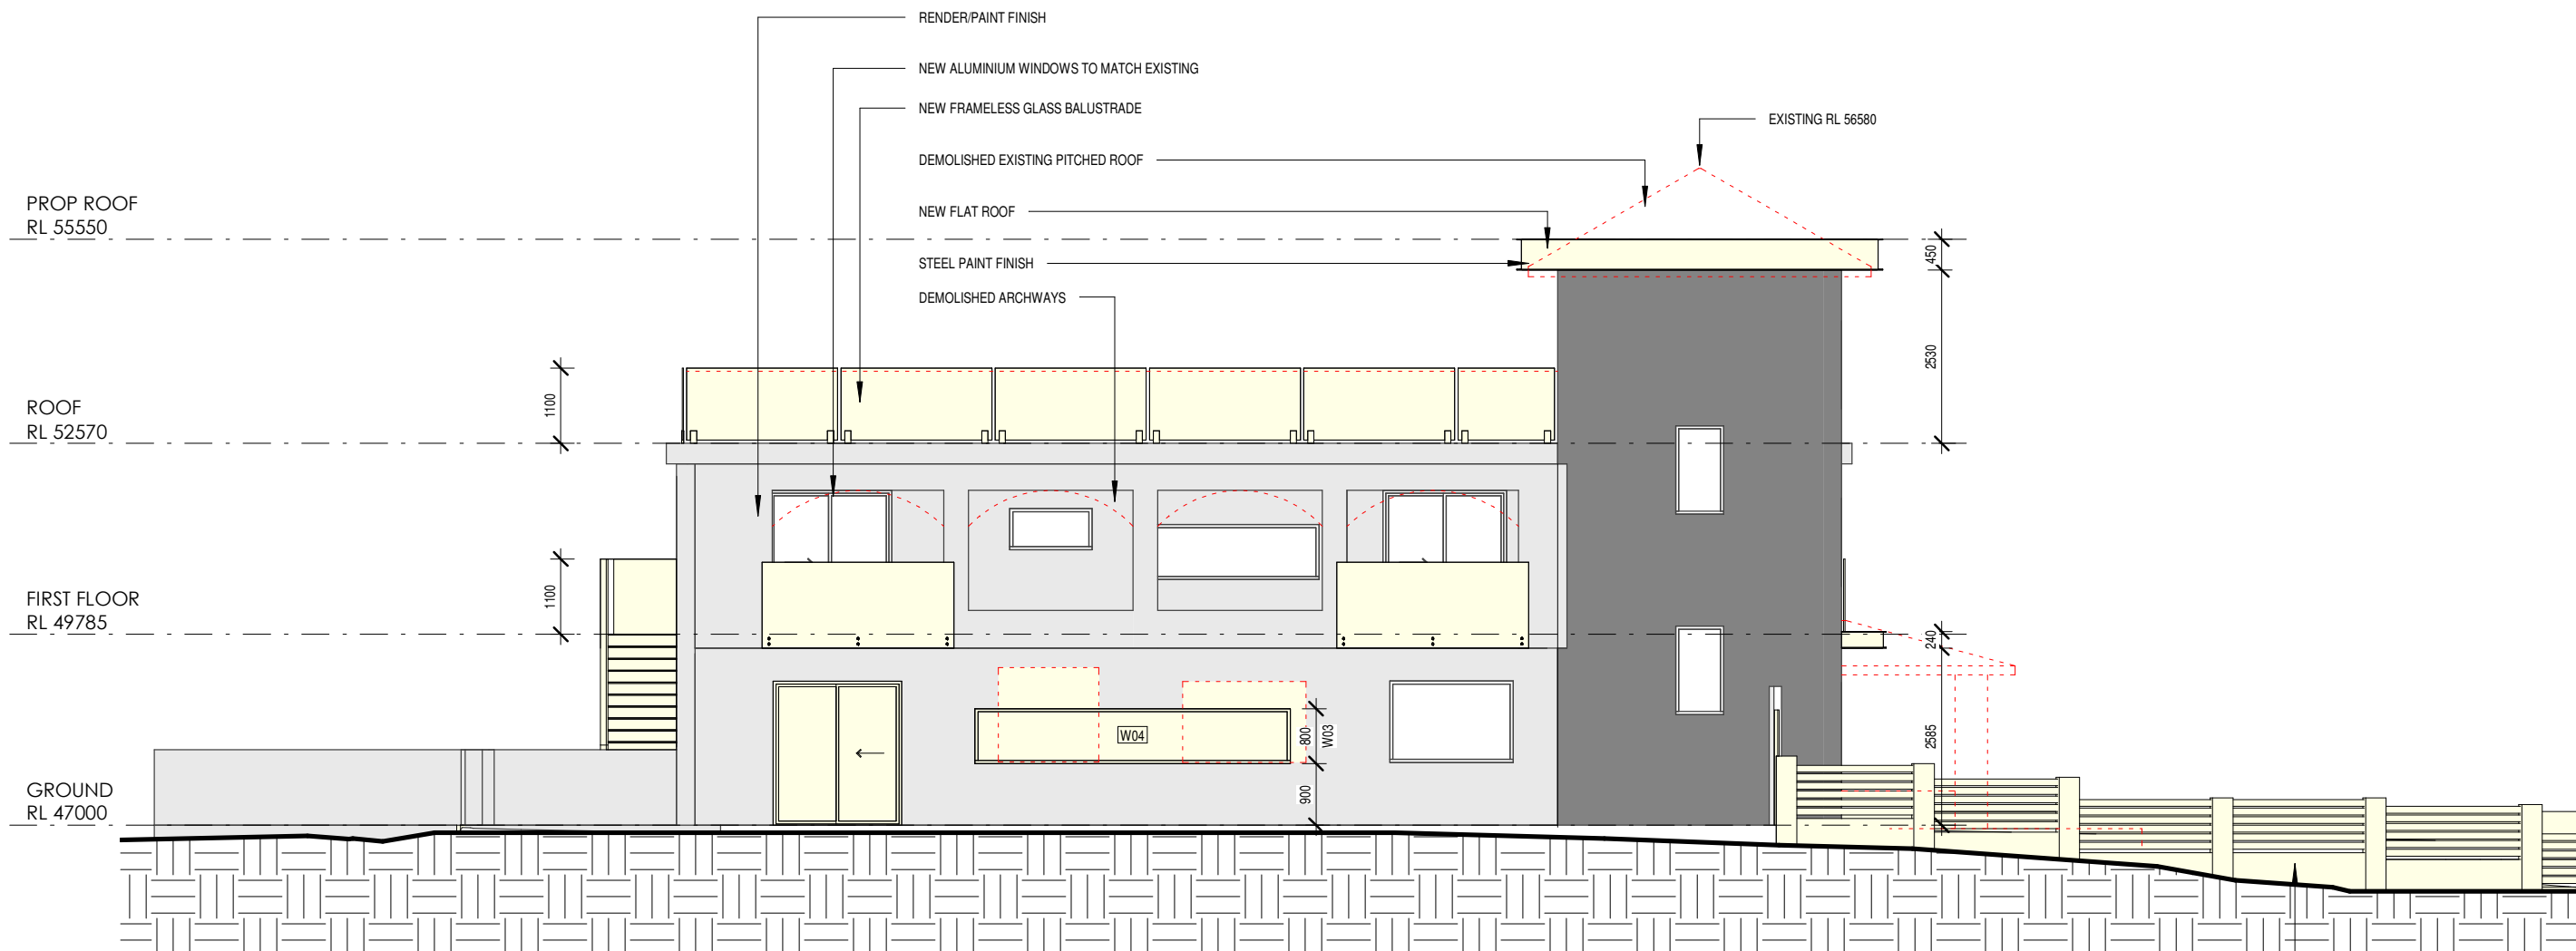 RENDER/PAINT FINISH
NEW ALUMINIUM WINDOWS TO MATCH EXISTING
NEW FRAMELESS GLASS BALUSTRADE
EXISTING RL 56580
DEMOLISHED EXISTING PITCHED ROOF
PROP ROOF
RL 55550
NEW FLAT ROOF
450
STEEL PAINT FINISH
DEMOLISHED ARCHWAYS
2530
1100
ROOF
RL 52570
1100
FIRST FLOOR
RL 49785
240
W04
800
W03
2585
900
GROUND
RL 47000